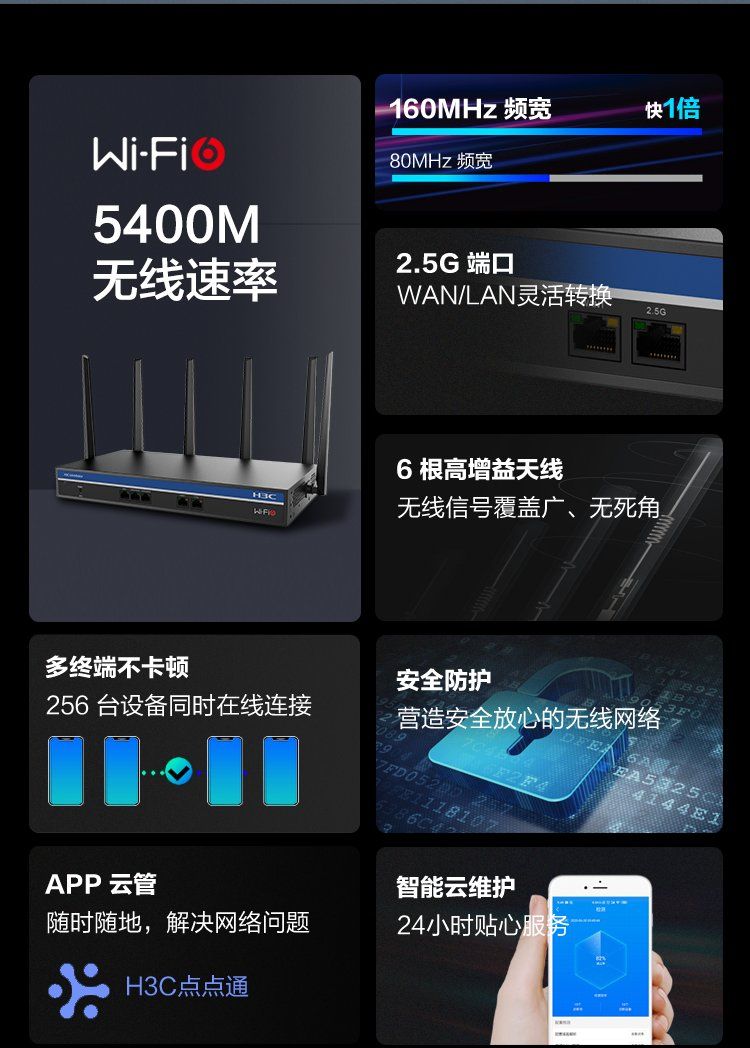 Wi-Fi 6
5400M
无线速率
H3C
Wi-Fi6
160MHz 频宽
快1倍
80MHz 频宽
2.5G 端口
WAN/LAN灵活转换
2.5G
6 根高增益天线
无线信号覆盖广、无死角
多终端不卡顿
256 台设备同时在线连接
安全防护
营造安全放心的无线网络
APP 云管
随时随地，解决网络问题
H3C点点通
智能云维护
24小时贴心服务
检测
82%